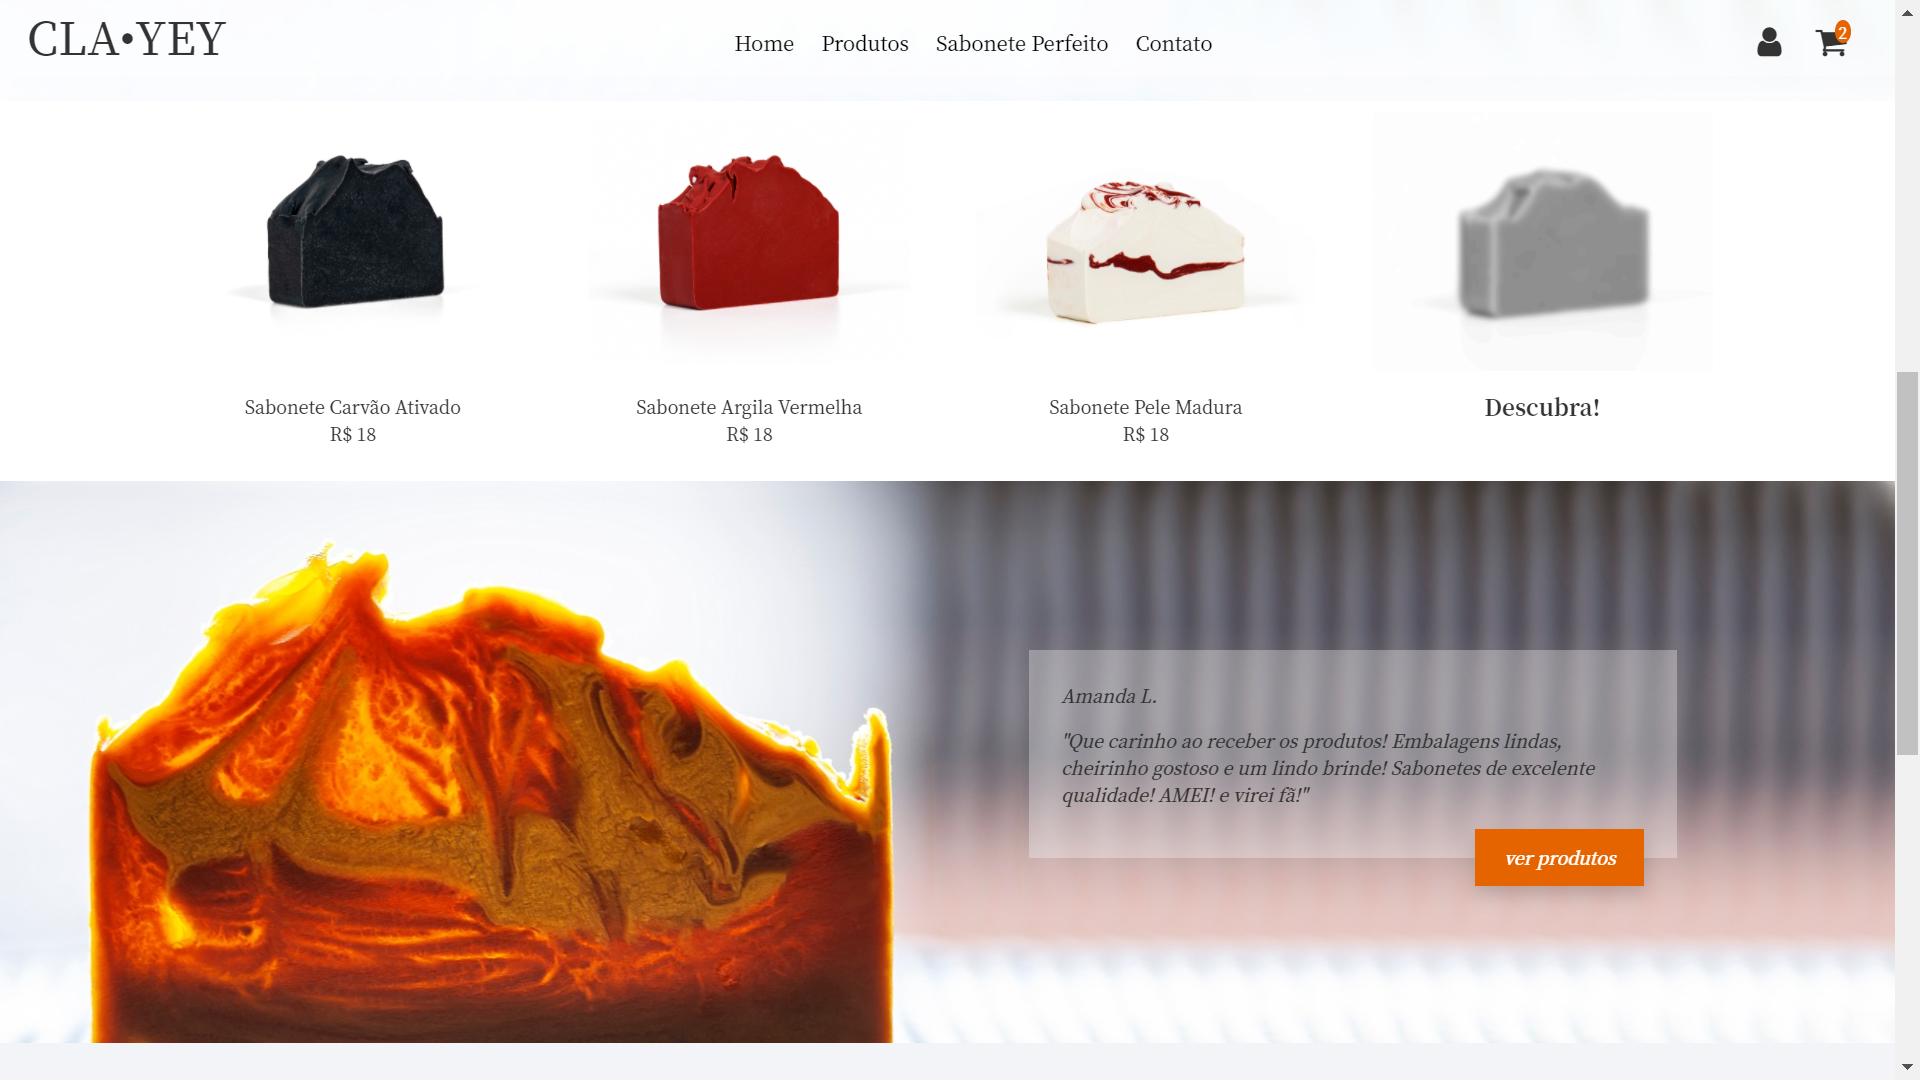 CLA•YEY
Home Produtos Sabonete Perfeito Contato
2
Sabonete Carvão Ativado
R$ 18
Sabonete Argila Vermelha
R$ 18
Sabonete Pele Madura
R$ 18
Descubra!
Amanda L.
"Que carinho ao receber os produtos! Embalagens lindas,
cheirinho gostoso e um lindo brinde! Sabonetes de excelente
qualidade! AMEI! e virei fã!"
ver produtos